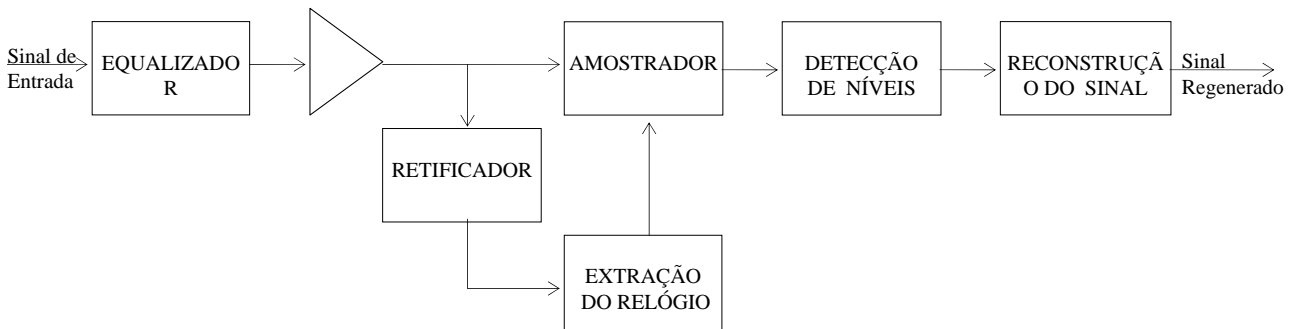 Sinal de
Entrada
EQUALIZADO
R
AMOSTRADOR
DETECÇÃO
DE NÍVEIS
RECONSTRUÇÃ
O DO SINAL
Sinal
Regenerado
RETIFICADOR
EXTRAÇÃO
DO RELÓGIO